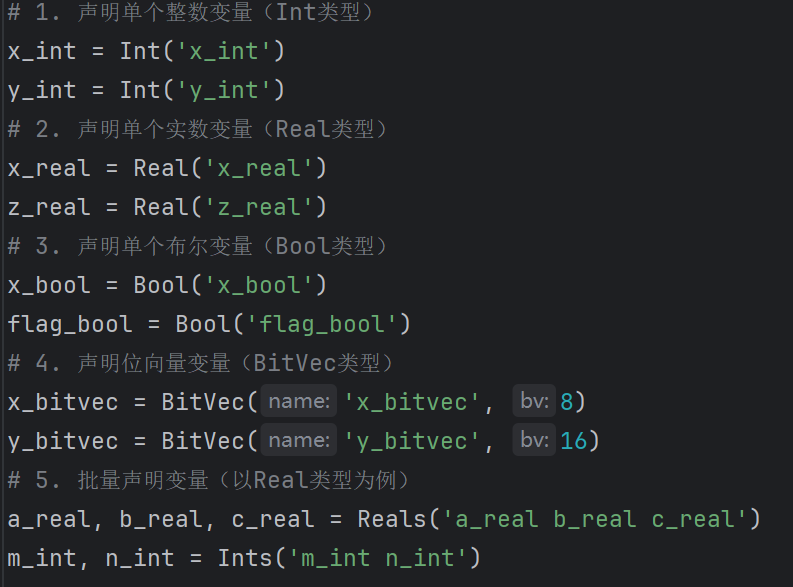 # 1. 声明单个整数变量（Int类型）
x_int = Int('x_int')
y_int = Int('y_int')
# 2. 声明单个实数变量（Real类型）
x_real = Real('x_real')
z_real = Real('z_real')
# 3. 声明单个布尔变量（Bool类型）
x_bool = Bool('x_bool')
flag_bool = Bool('flag_bool')
# 4. 声明位向量变量（BitVec类型）
x_bitvec = BitVec( name: 'x_bitvec', bv: 8)
y_bitvec = BitVec( name: 'y_bitvec', bv: 16)
# 5. 批量声明变量（以Real类型为例）
a_real, b_real, c_real = Reals('a_real b_real c_real')
m_int, n_int = Ints('m_int n_int')